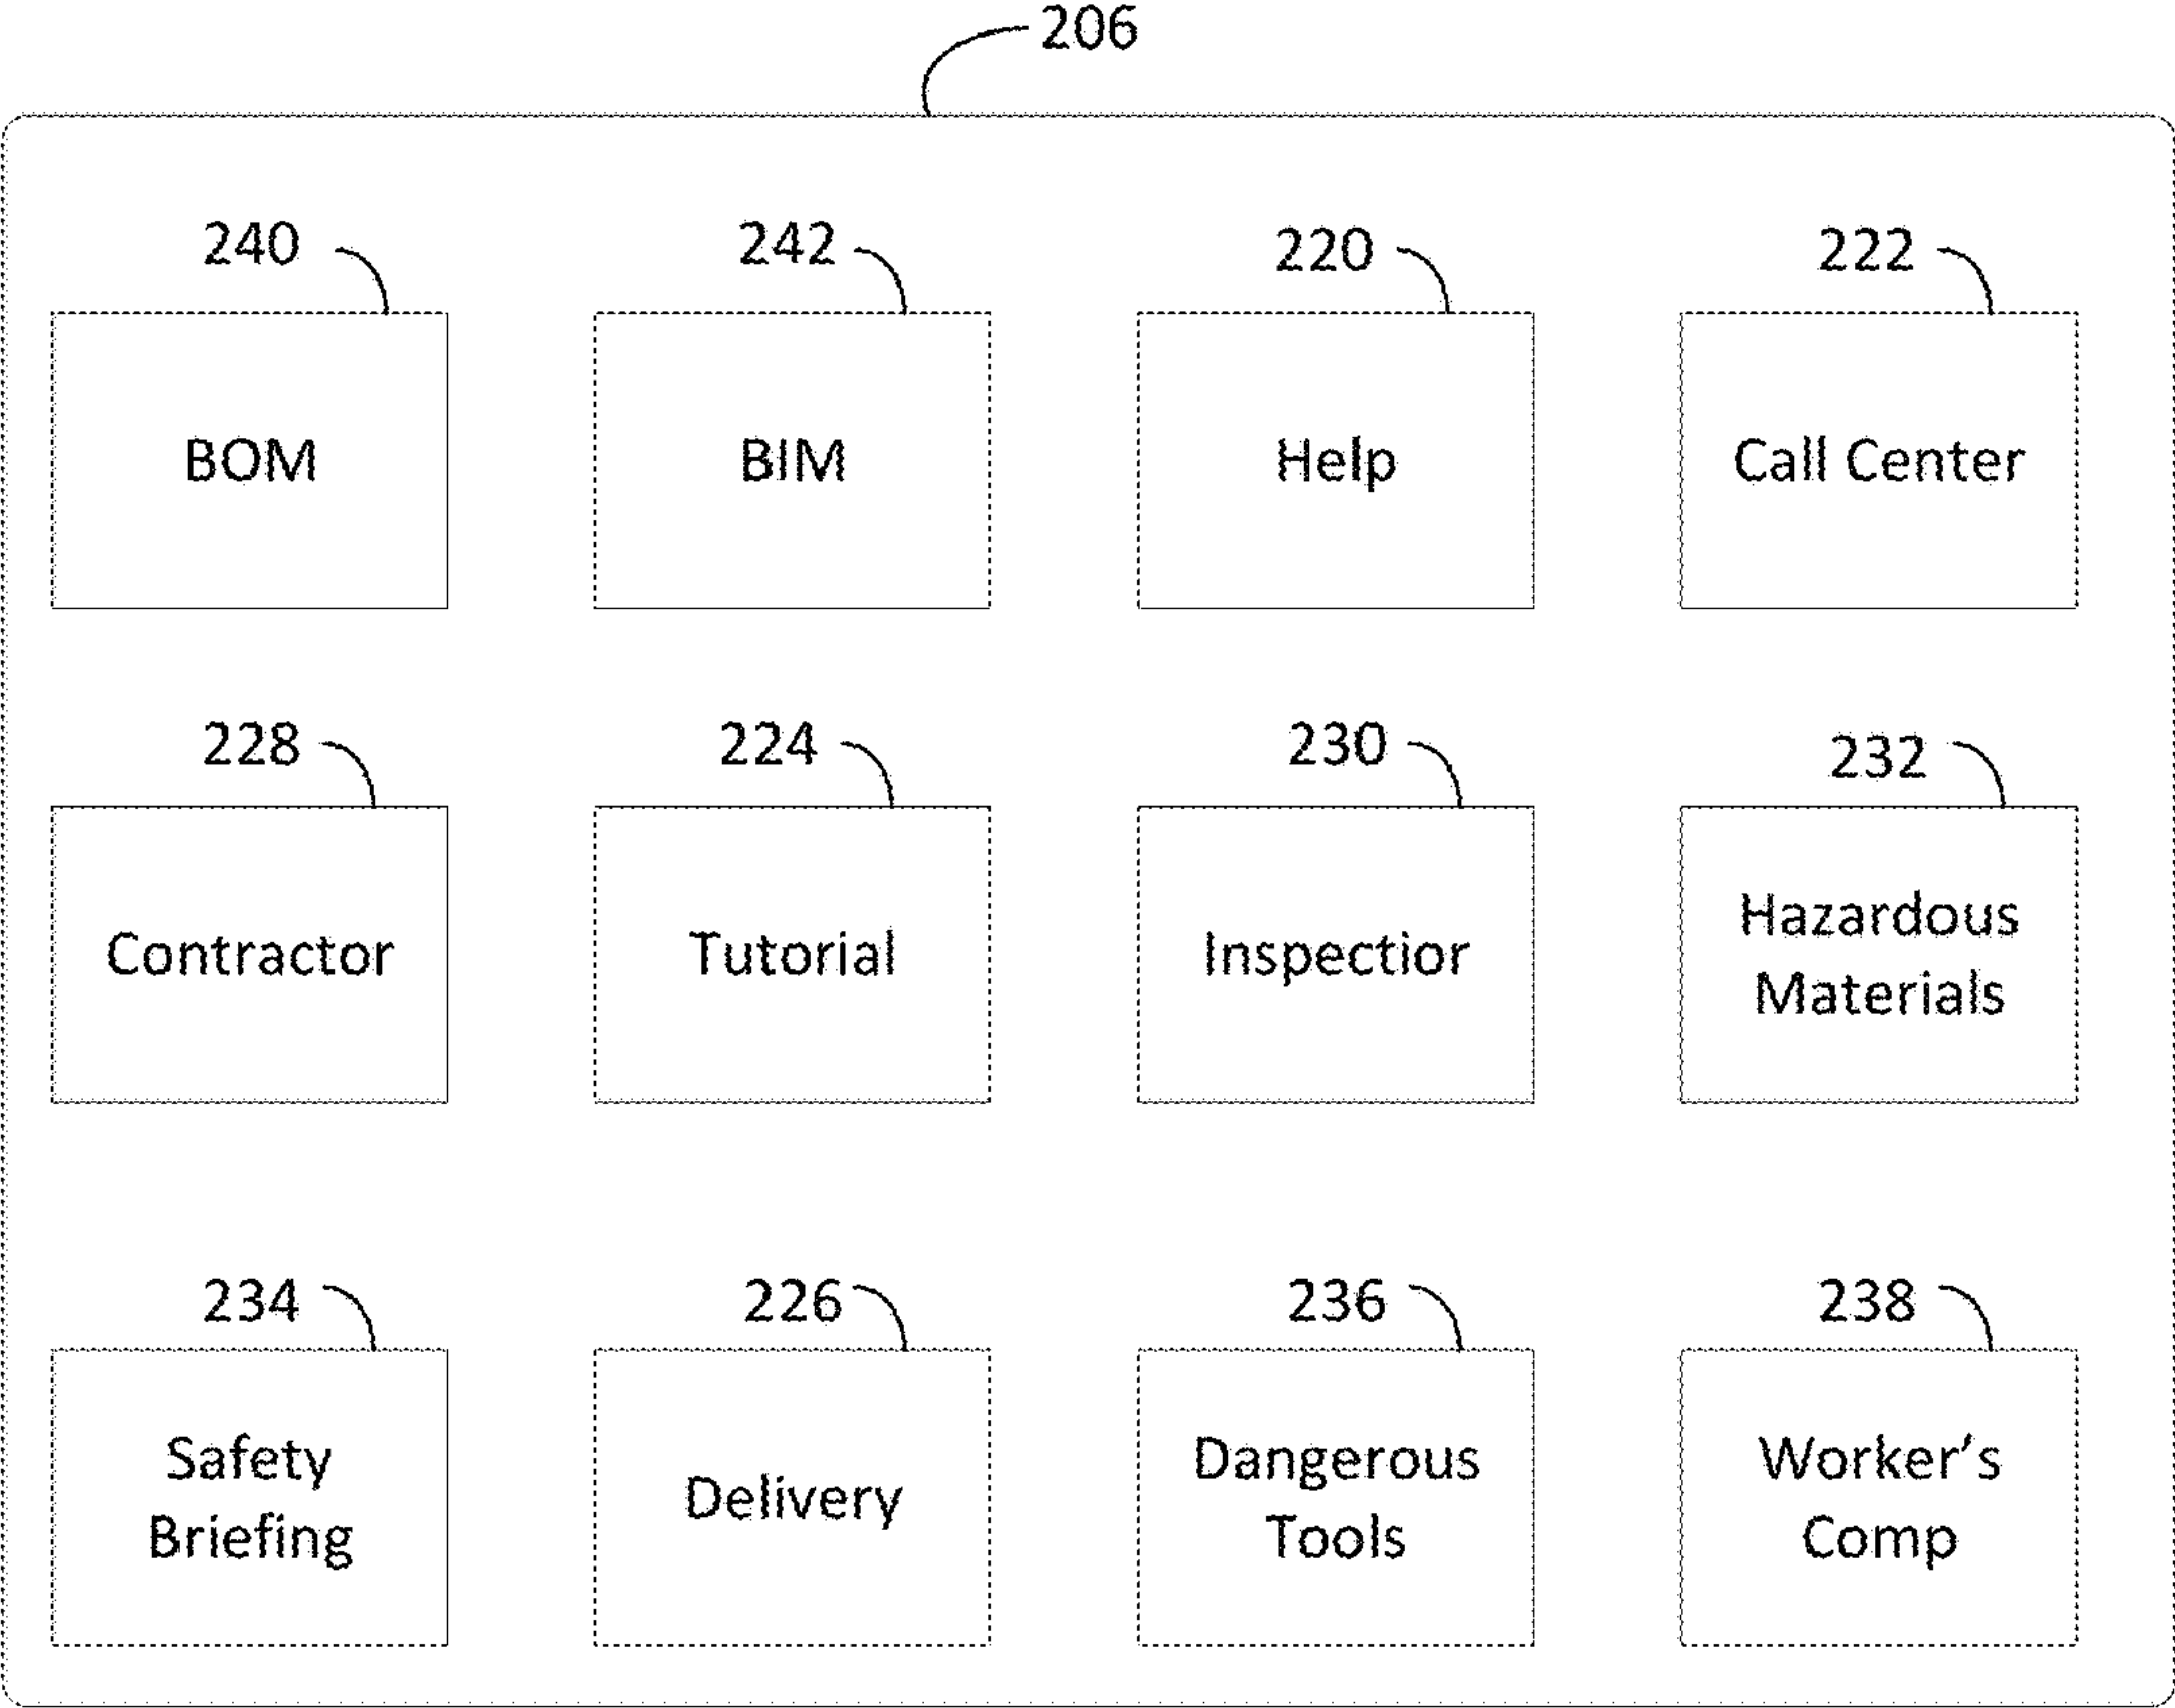 206
240
242
220
222
BOM
BIM
Help
Call Center
228
224
230
232
Contractor
Tutorial
Inspectior
Hazardous
Materials
234
226
236
238
Safety
Briefing
Delivery
Dangerous
Tools
Worker’s
Comp